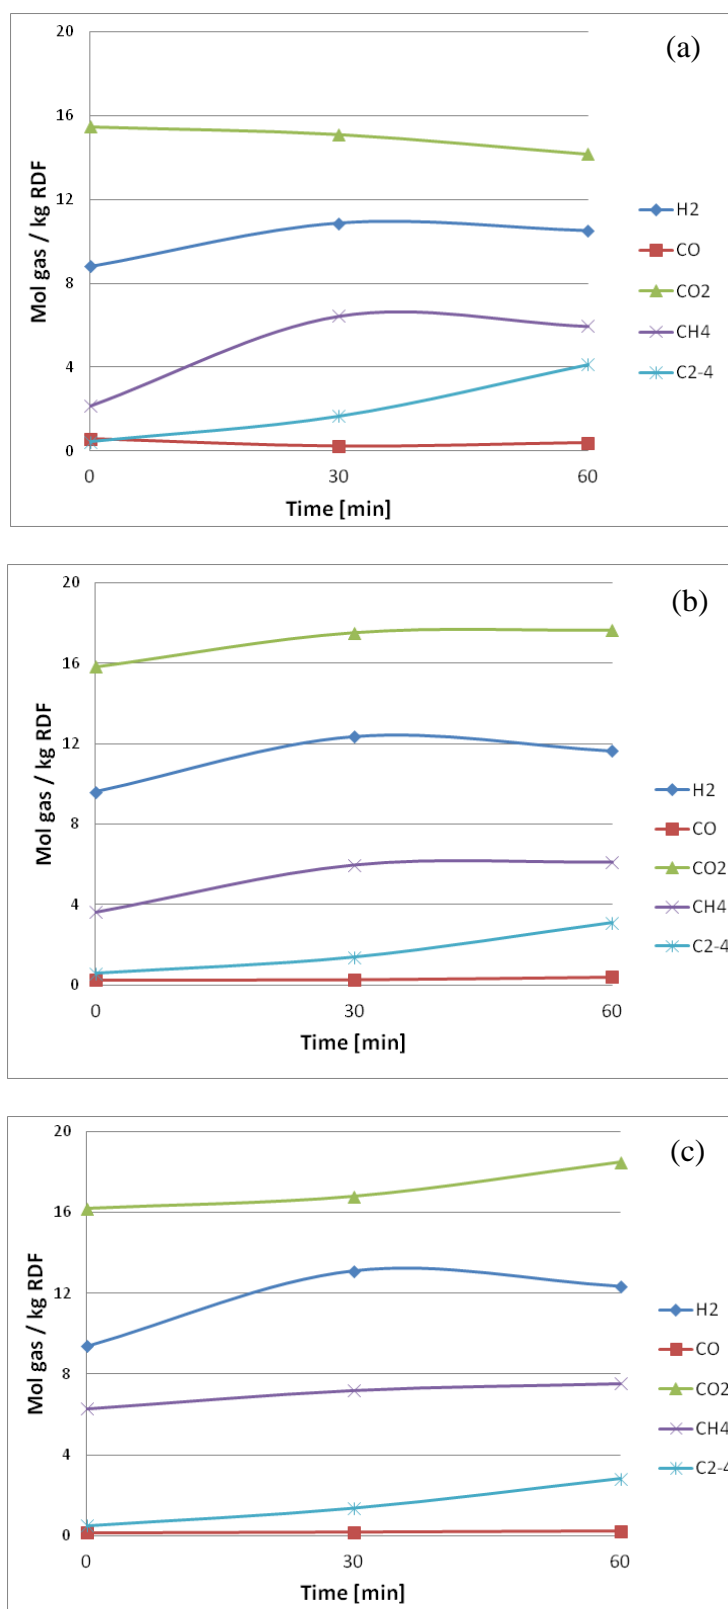 (a)
20
16
12
8
4
0
Mol gas / kg RDF
0 30 60
Time [min]
H2
CO
CO2
CH4
C2-4
(b)
20
16
12
8
4
0
Mol gas / kg RDF
0 30 60
Time [min]
H2
CO
CO2
CH4
C2-4
(c)
20
16
12
8
4
0
Mol gas / kg RDF
0 30 60
Time [min]
H2
CO
CO2
CH4
C2-4